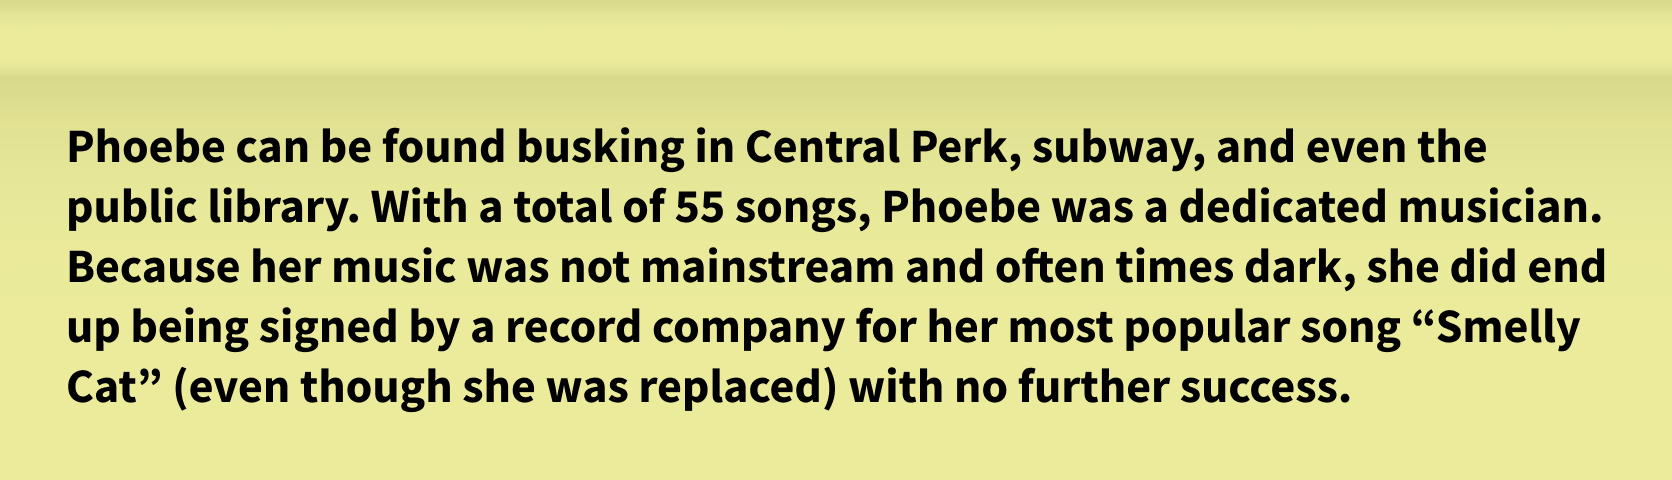 Phoebe can be found busking in Central Perk, subway, and even the
public library. With a total of 55 songs, Phoebe was a dedicated musician.
Because her music was not mainstream and often times dark, she did end
up being signed by a record company for her most popular song “Smelly
Cat” (even though she was replaced) with no further success.